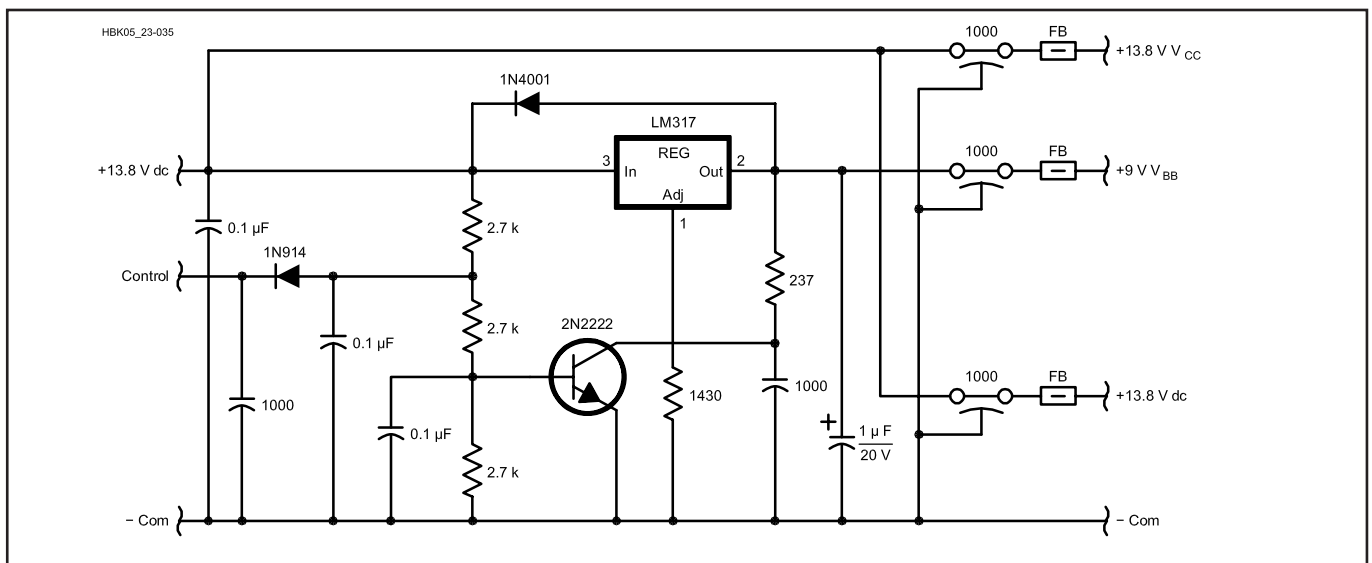 HBK05_23-035
1000 FB
+13.8 V V CC
1N4001
LM317
REG
3 In Out 2
Adj
1
+13.8 V dc
1000 FB
+9 V V BB
0.1 µF
2.7 k
1N914
Control
237
2.7 k
2N2222
0.1 µF
1000
1430
1000
1000 FB
+13.8 V dc
0.1 µF
+
1 µ F
20 V
2.7 k
− Com
− Com